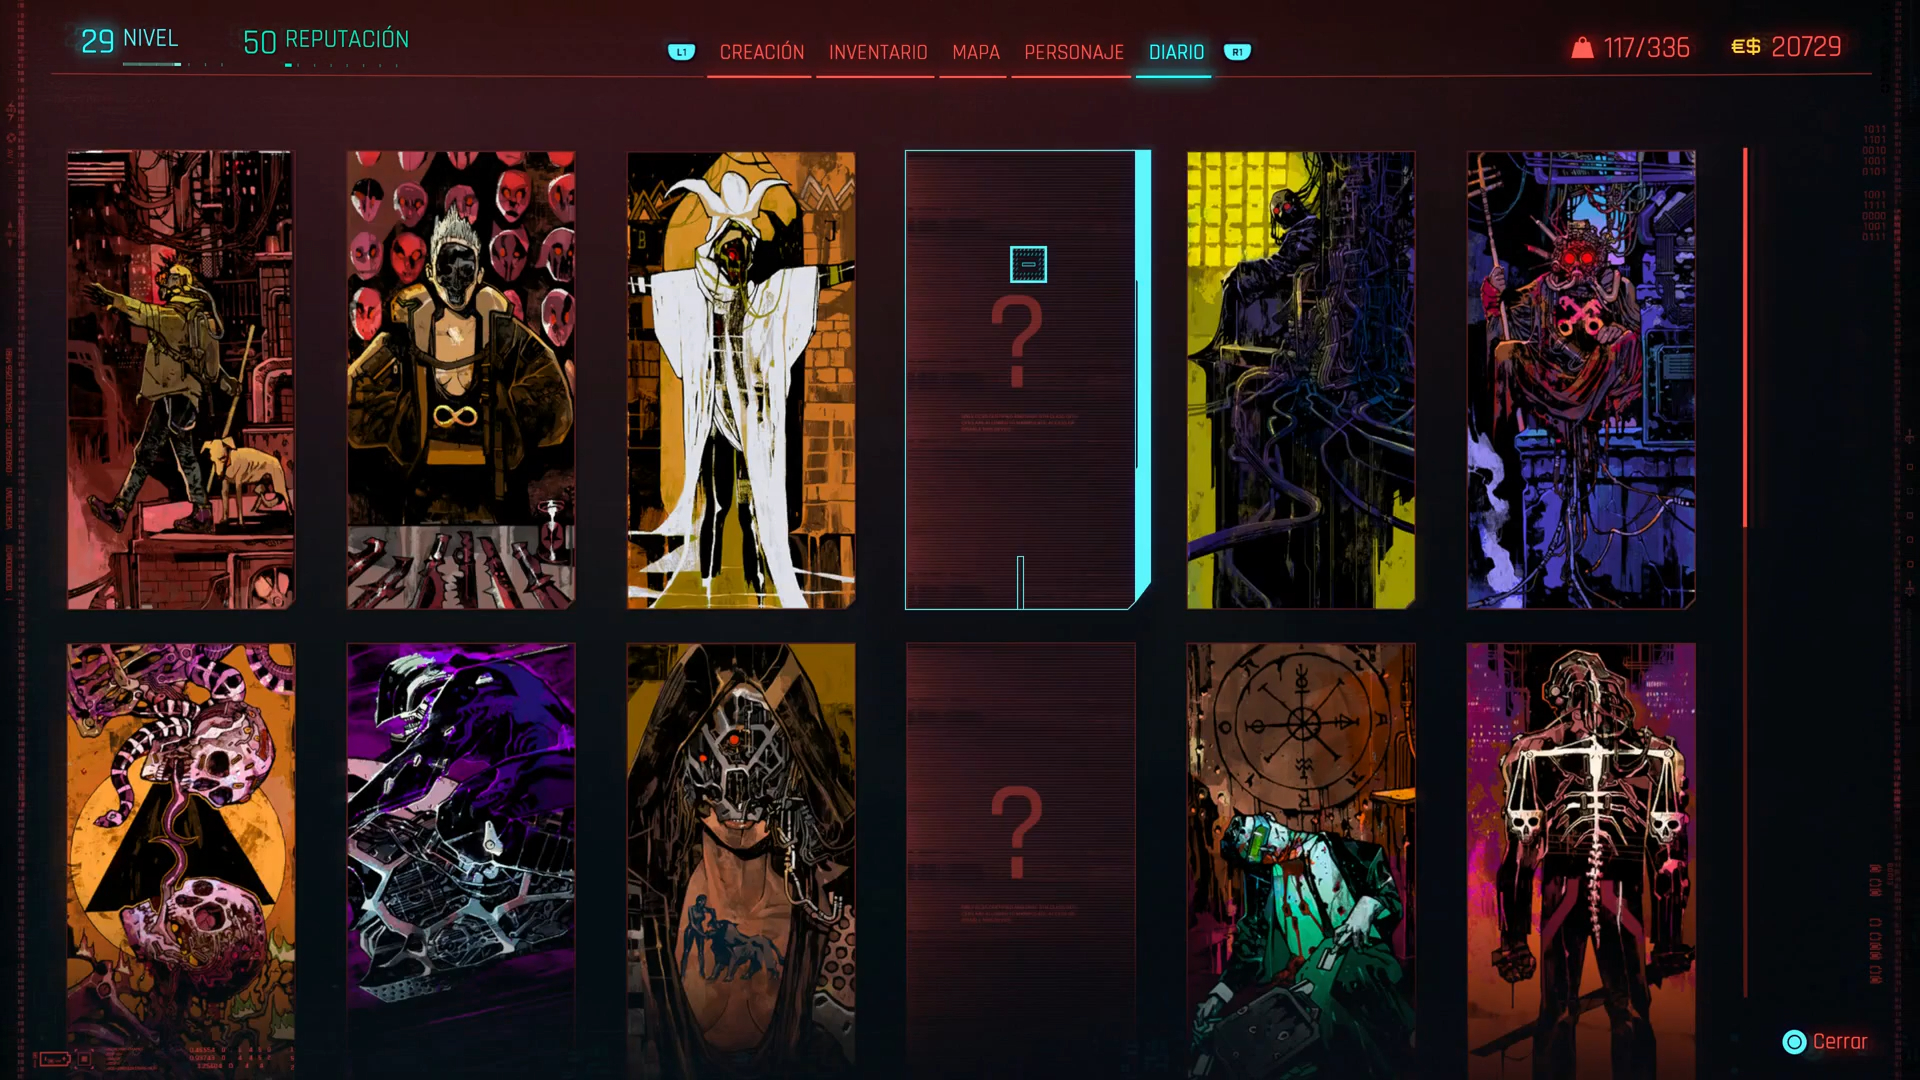 29 NIVEL
50 REPUTACIÓN
L1 CREACIÓN INVENTARIO MAPA PERSONAJE DIARIO R1
117/336
€$ 20729
?
?
Cerrar